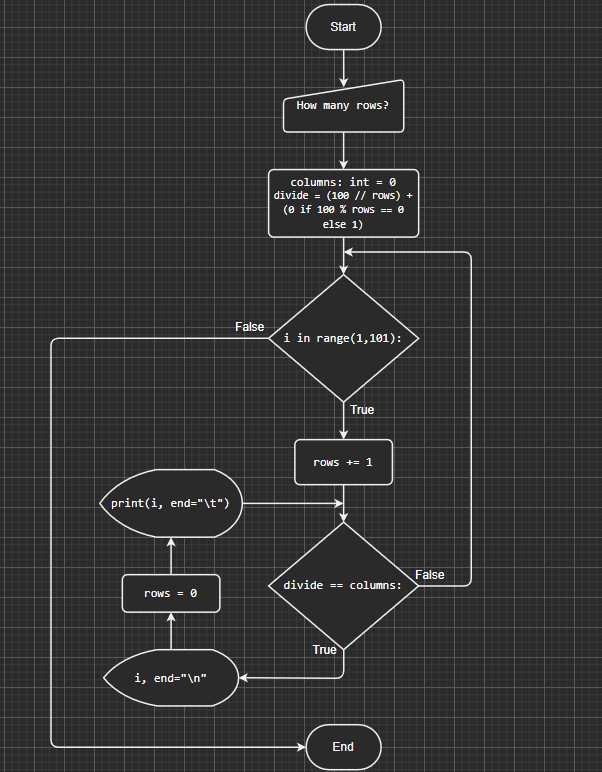 Start
How many rows?
columns: int = 0
divide = (100 // rows) +
(0 if 100 % rows == 0
else 1)
False
i in range(1,101):
True
rows += 1
print(i, end="\t")
divide == columns:
False
rows = 0
True
i, end="\n"
End